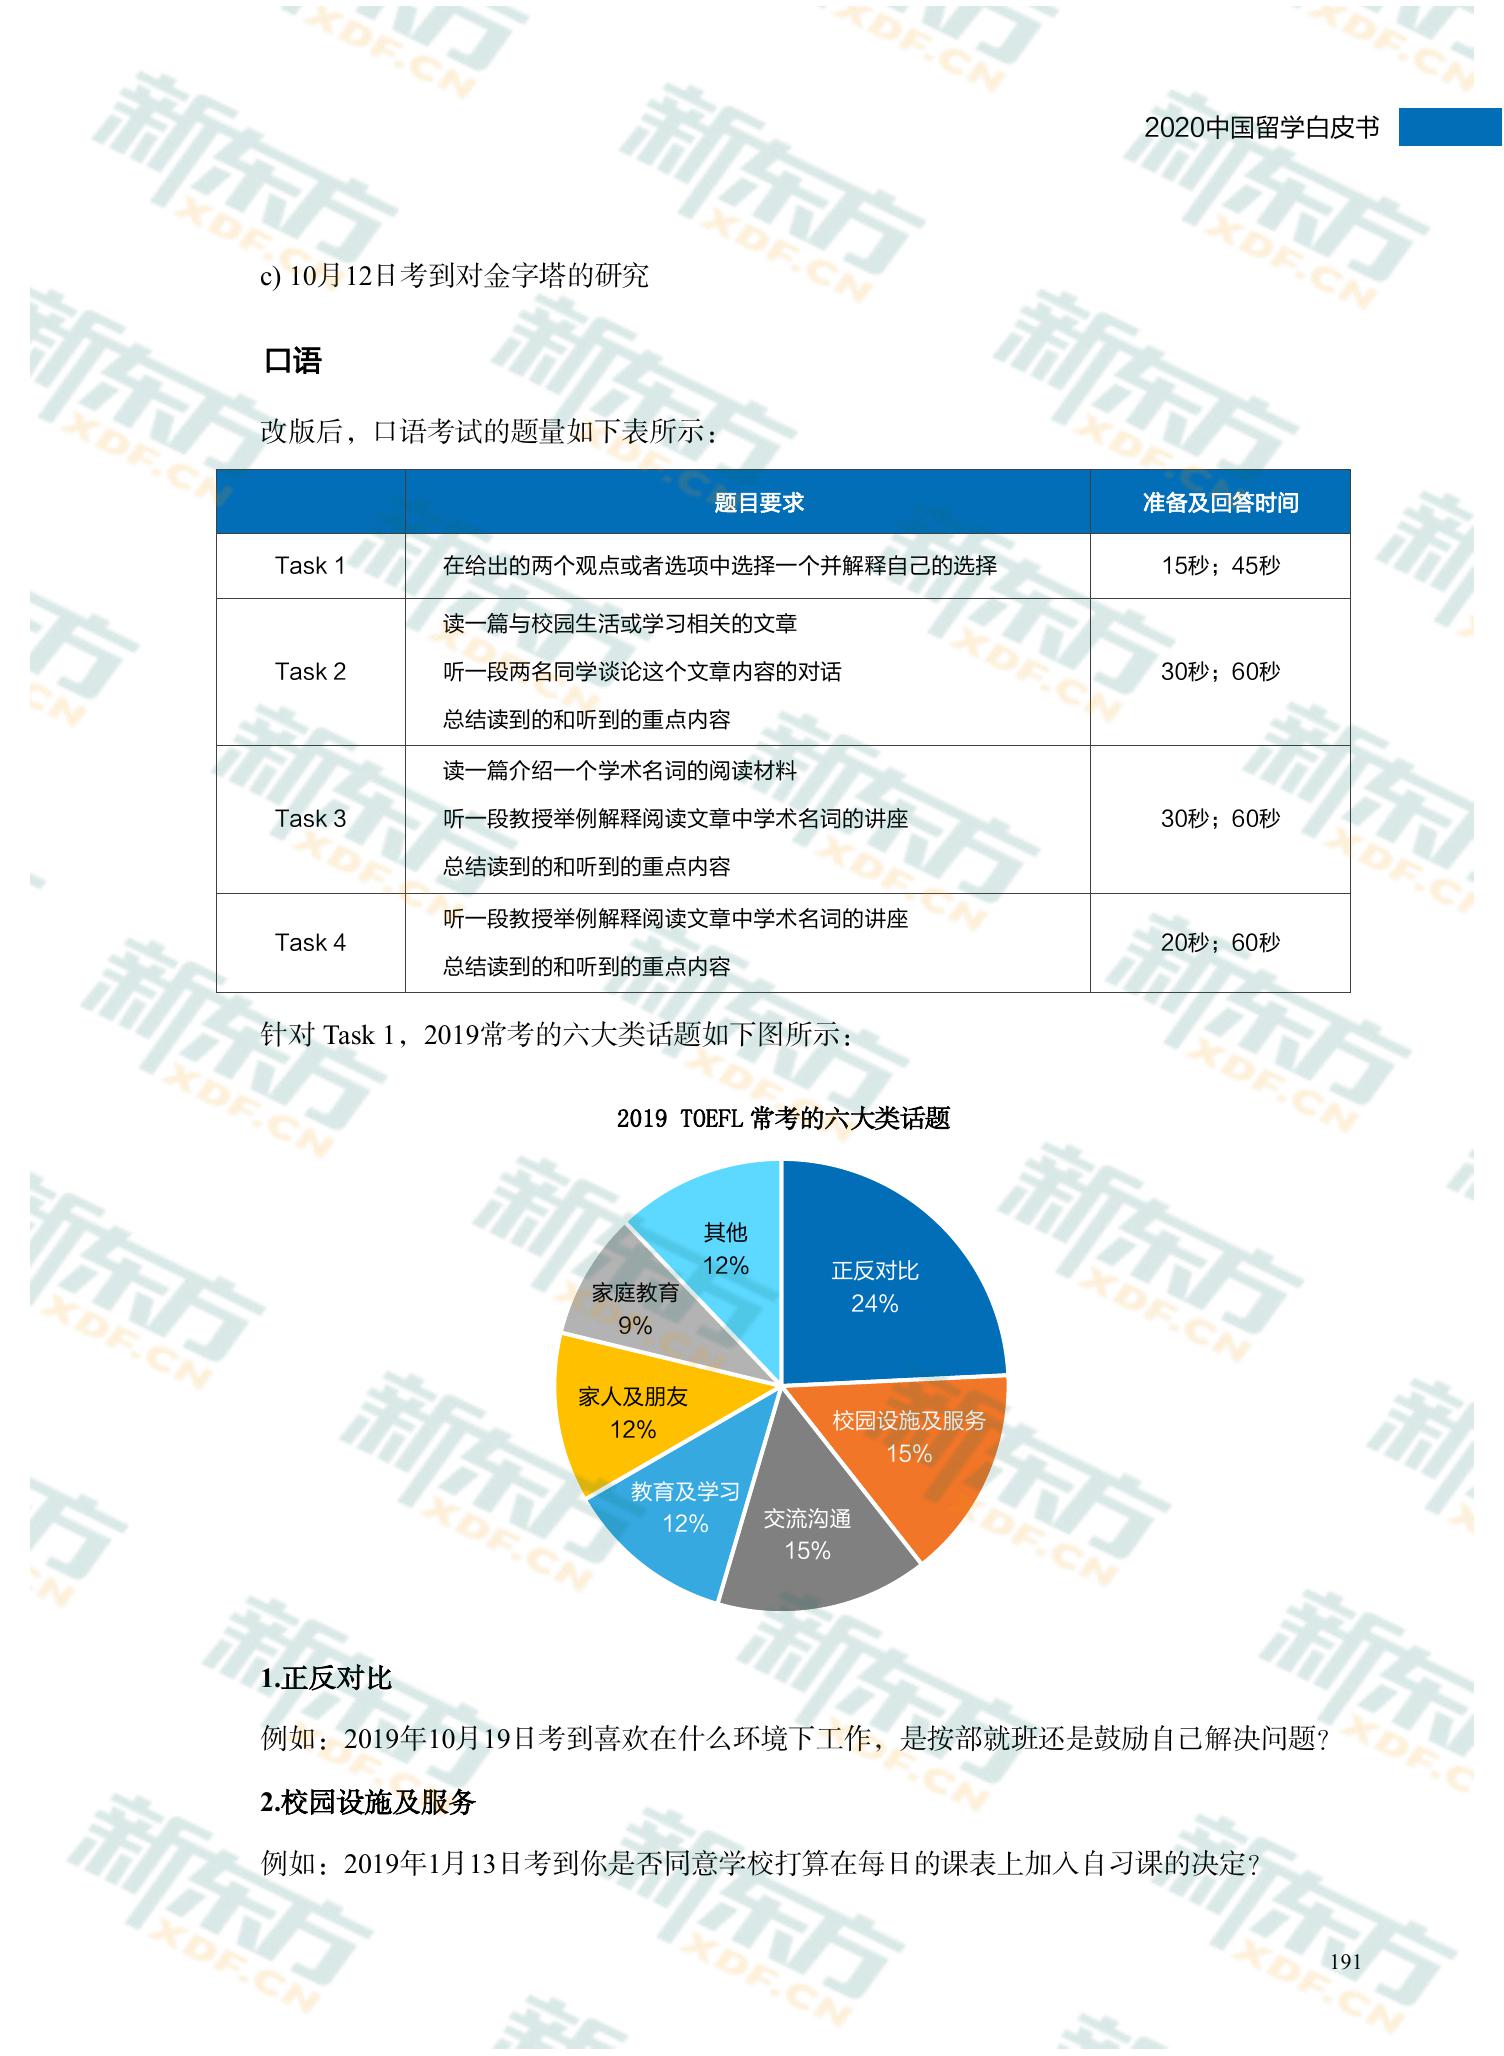 2020中国留学白皮书
c) 10月12日考到对金字塔的研究
口语
改版后，口语考试的题量如下表所示：
题目要求 准备及回答时间
Task 1 在给出的两个观点或者选项中选择一个并解释自己的选择 15秒；45秒
读一篇与校园生活或学习相关的文章
Task 2 听一段两名同学谈论这个文章内容的对话 30秒；60秒
总结读到的和听到的重点内容
读一篇介绍一个学术名词的阅读材料
Task 3 听一段教授举例解释阅读文章中学术名词的讲座 30秒；60秒
总结读到的和听到的重点内容
听一段教授举例解释阅读文章中学术名词的讲座
Task 4 20秒；60秒
总结读到的和听到的重点内容
针对 Task 1，2019常考的六大类话题如下图所示：
2019 TOEFL 常考的六大类话题
其他
12%
正反对比
24%
家庭教育
9%
家人及朋友
12%
校园设施及服务
15%
教育及学习
12%
交流沟通
15%
1.正反对比
例如：2019年10月19日考到喜欢在什么环境下工作，是按部就班还是鼓励自己解决问题？
2.校园设施及服务
例如：2019年1月13日考到你是否同意学校打算在每日的课表上加入自习课的决定？
191
新东方
XDF.CN